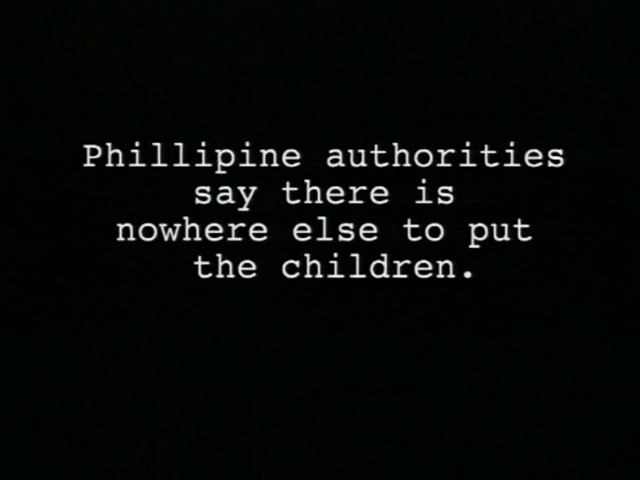 Phillipine authorities
say there is
nowhere else to put
the children.